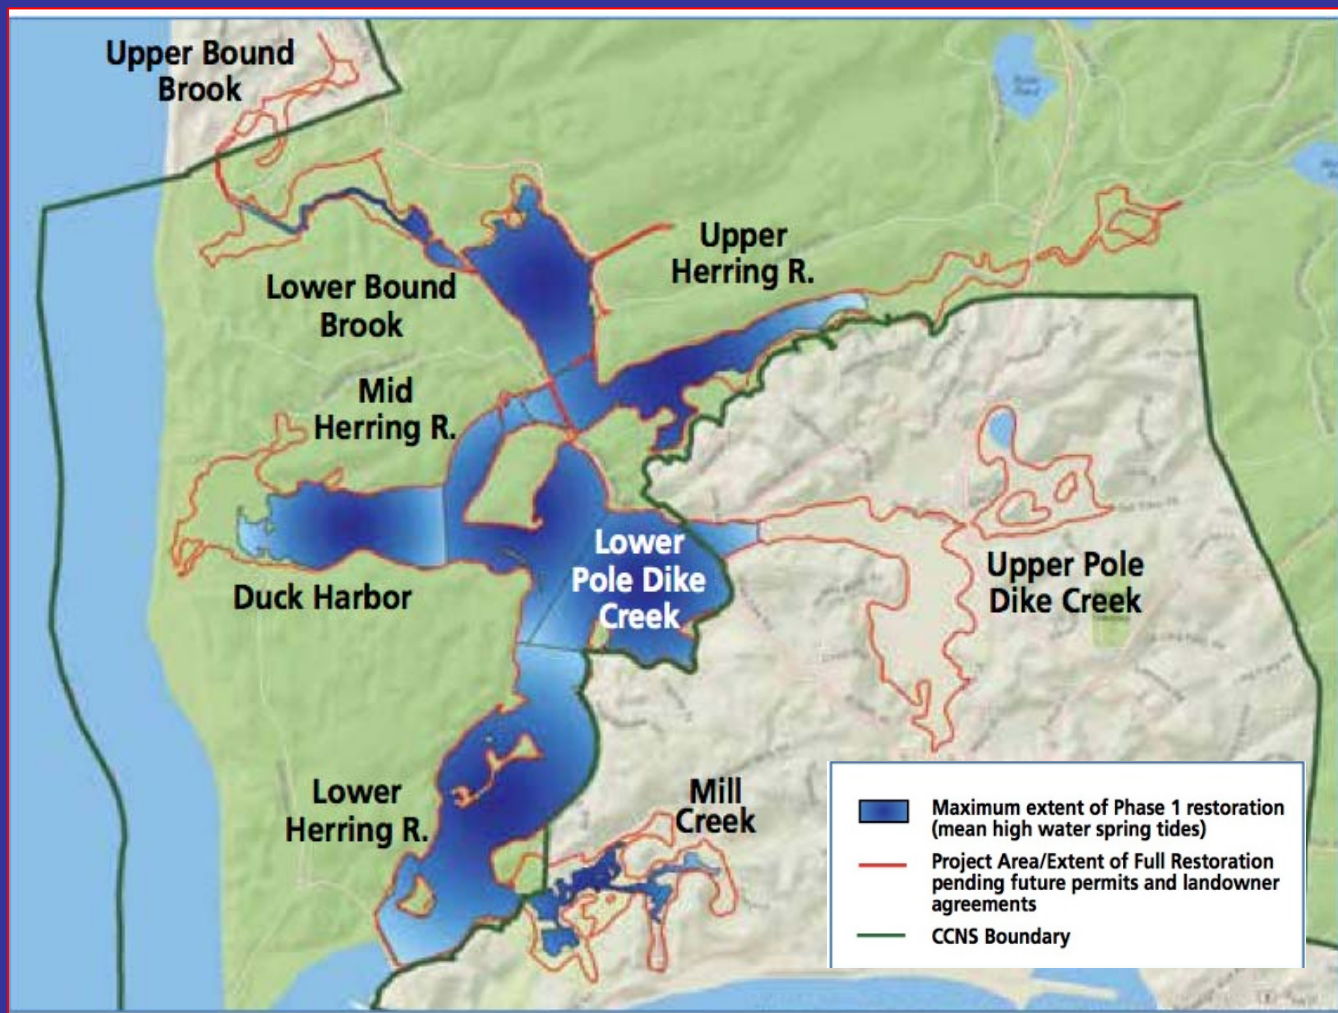 Upper Bound
Brook
Upper
Herring R.
Lower Bound
Brook
Mid
Herring R.
Lower
Pole Dike
Creek
Upper Pole
Dike Creek
Duck Harbor
Lower
Herring R.
Mill
Creek
Maximum extent of Phase 1 restoration
(mean high water spring tides)
Project Area/Extent of Full Restoration
pending future permits and landowner
agreements
CCNS Boundary